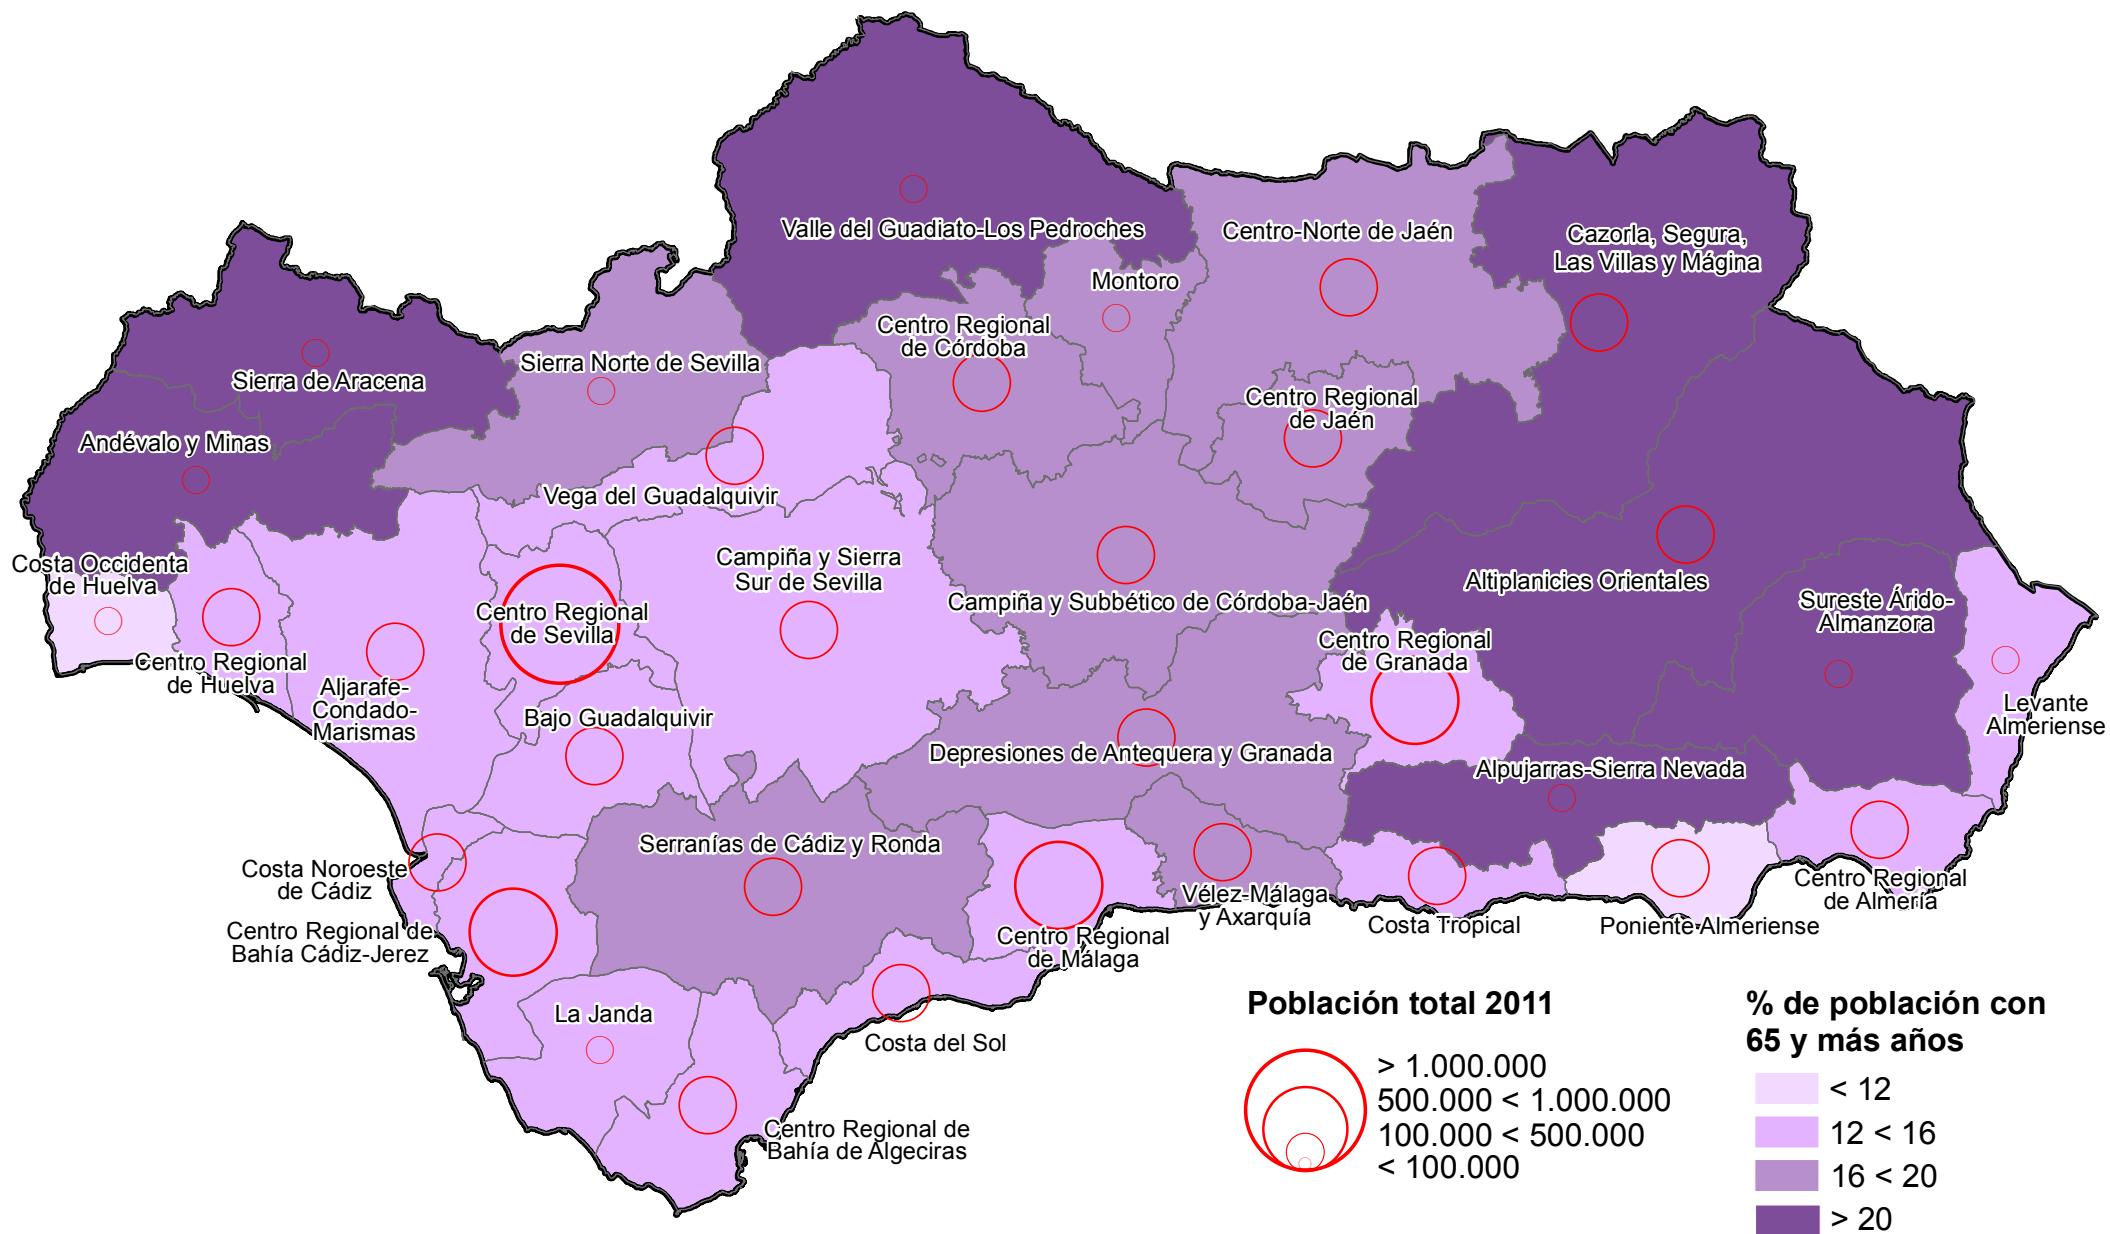 Valle del Guadiato-Los Pedroches
Centro-Norte de Jaén
Cazorla, Segura,
Las Villas y Mágina
Montoro
Centro Regional
de Córdoba
Sierra Norte de Sevilla
Sierra de Aracena
Centro Regional
de Jaén
Andévalo y Minas
Vega del Guadalquivir
Costa Occidenta
de Huelva
Campiña y Sierra
Sur de Sevilla
Altiplanicies Orientales
Campiña y Subbético de Córdoba-Jaén
Sureste Árido-
Almanzora
Centro Regional
de Sevilla
Centro Regional
de Granada
Centro Regional
de Huelva
Aljarafe-
Condado-
Marismas
Bajo Guadalquivir
Levante
Almeriense
Depresiones de Antequera y Granada
Alpujarras-Sierra Nevada
Serranías de Cádiz y Ronda
Costa Noroeste
de Cádiz
Vélez-Málaga
y Axarquía
Centro Regional
de Almería
Costa Tropical
Poniente Almeriense
Centro Regional de
Bahía Cádiz-Jerez
Centro Regional
de Málaga
La Janda
Costa del Sol
Centro Regional de
Bahía de Algeciras
Población total 2011
> 1.000.000
500.000 < 1.000.000
100.000 < 500.000
< 100.000
% de población con
65 y más años
< 12
12 < 16
16 < 20
> 20